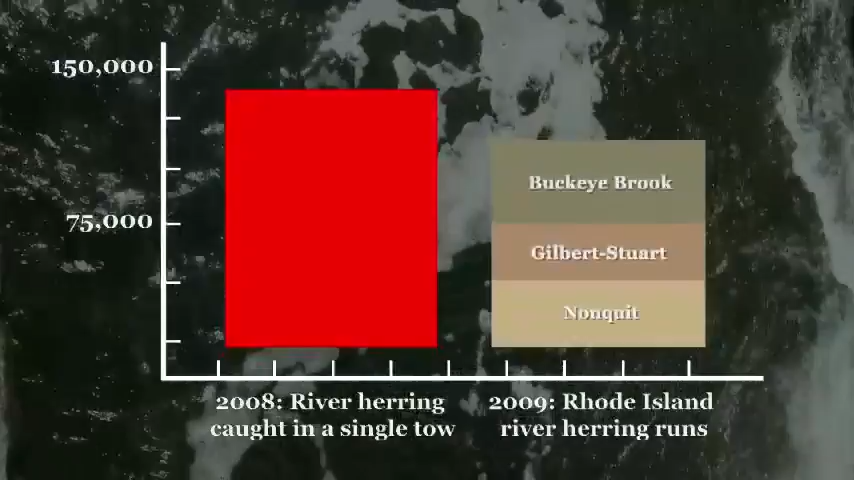 150,000
75,000
Buckeye Brook
Gilbert-Stuart
Nonquit
2008: River herring
caught in a single tow
2009: Rhode Island
river herring runs